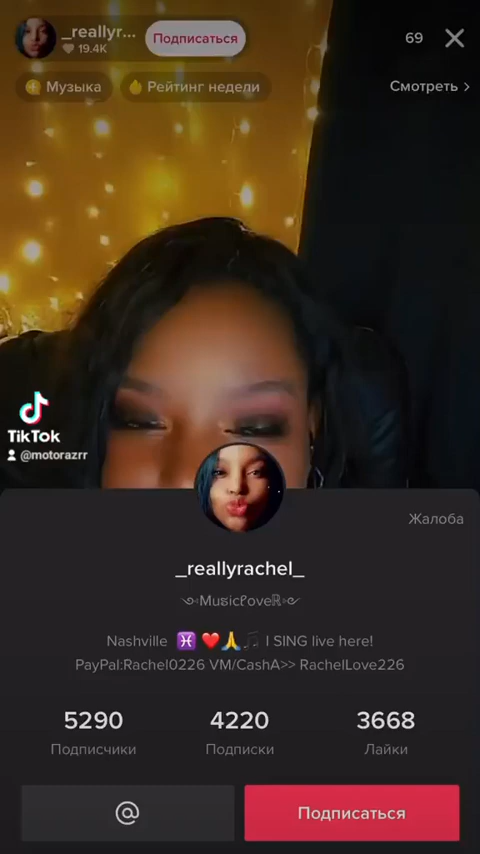 _reallyr...
19.4K
Подписаться
69
Музыка
Рейтинг недели
Смотреть >
TikTok
@motorazrr
Жалоба
_reallyrachel_
MusicLoveℝ
Nashville ♓❤️🙏🎵 I SING live here!
PayPal:Rachel0226 VM/CashA>> RachelLove226
5290 4220 3668
Подписчики Подписки Лайки
@ Подписаться